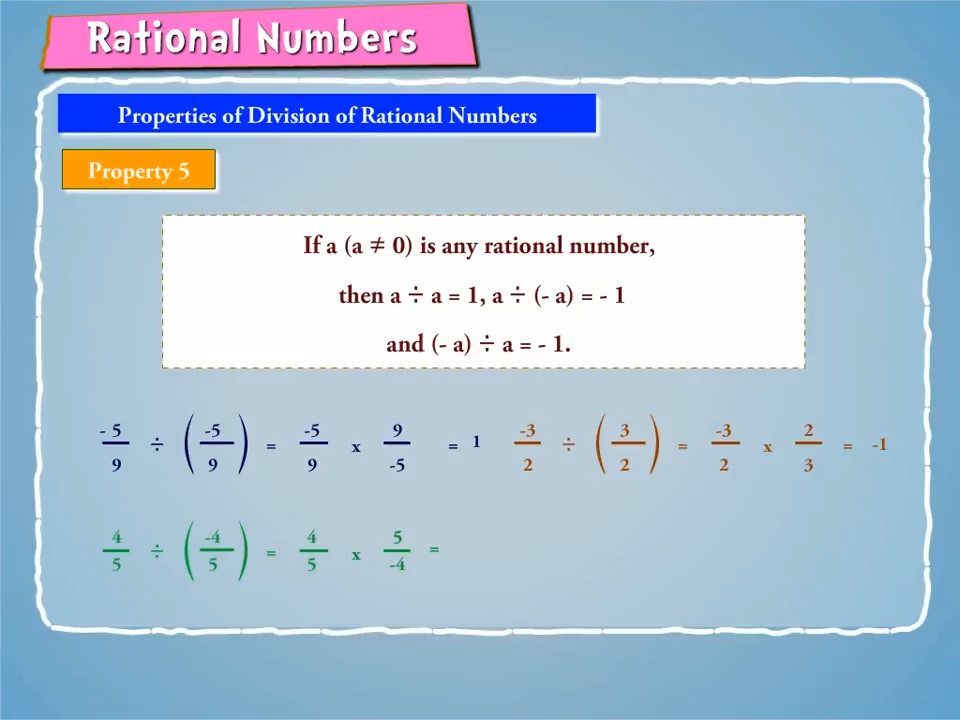 Rational Numbers
Properties of Division of Rational Numbers
Property 5
If a (a ≠ 0) is any rational number,
then a ÷ a = 1, a ÷ (- a) = - 1
and (- a) ÷ a = - 1.
- 5/9 ÷ (-5/9) = -5/9 x 9/-5 = 1
-3/2 ÷ (3/2) = -3/2 x 2/3 = -1
4/5 ÷ (-4/5) = 4/5 x 5/-4 =